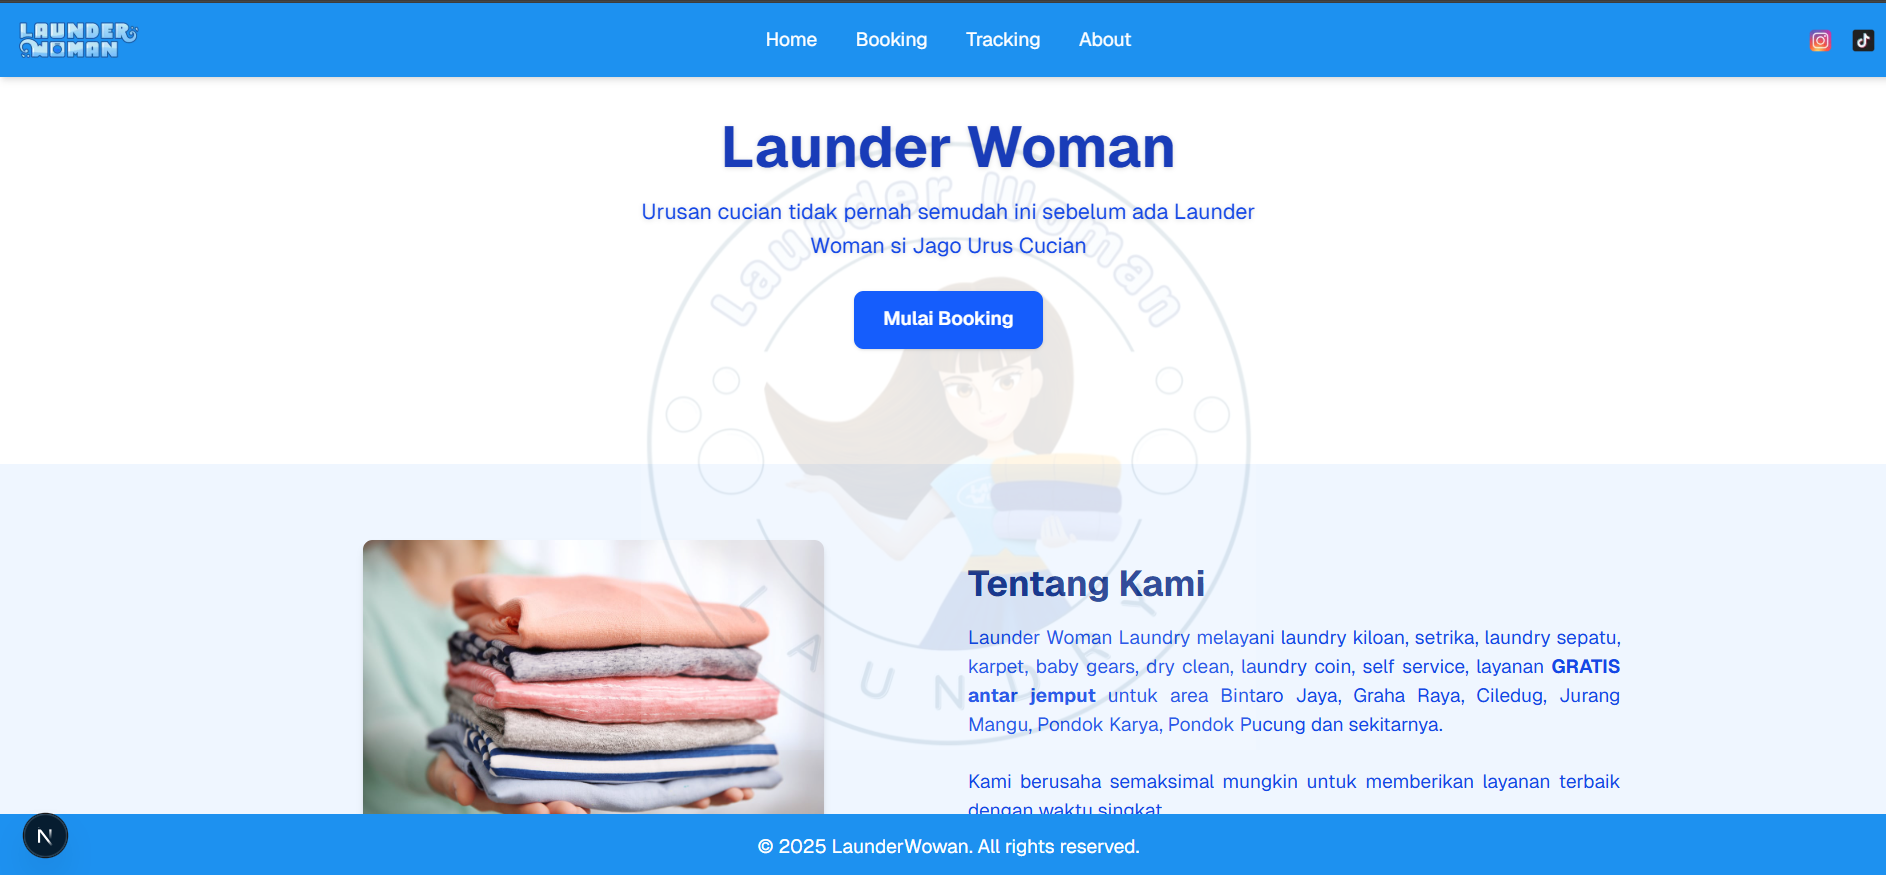 LAUNDER
WOMAN
Home Booking Tracking About
Launder Woman
Urusan cucian tidak pernah semudah ini sebelum ada Launder
Woman si Jago Urus Cucian
Mulai Booking
Launder Woman
LAUNDRY
Tentang Kami
Launder Woman Laundry melayani laundry kiloan, setrika, laundry sepatu,
karpet, baby gears, dry clean, laundry coin, self service, layanan GRATIS
antar jemput untuk area Bintaro Jaya, Graha Raya, Ciledug, Jurang
Mangu, Pondok Karya, Pondok Pucung dan sekitarnya.
Kami berusaha semaksimal mungkin untuk memberikan layanan terbaik
dengan waktu singkat
N
© 2025 LaunderWowan. All rights reserved.